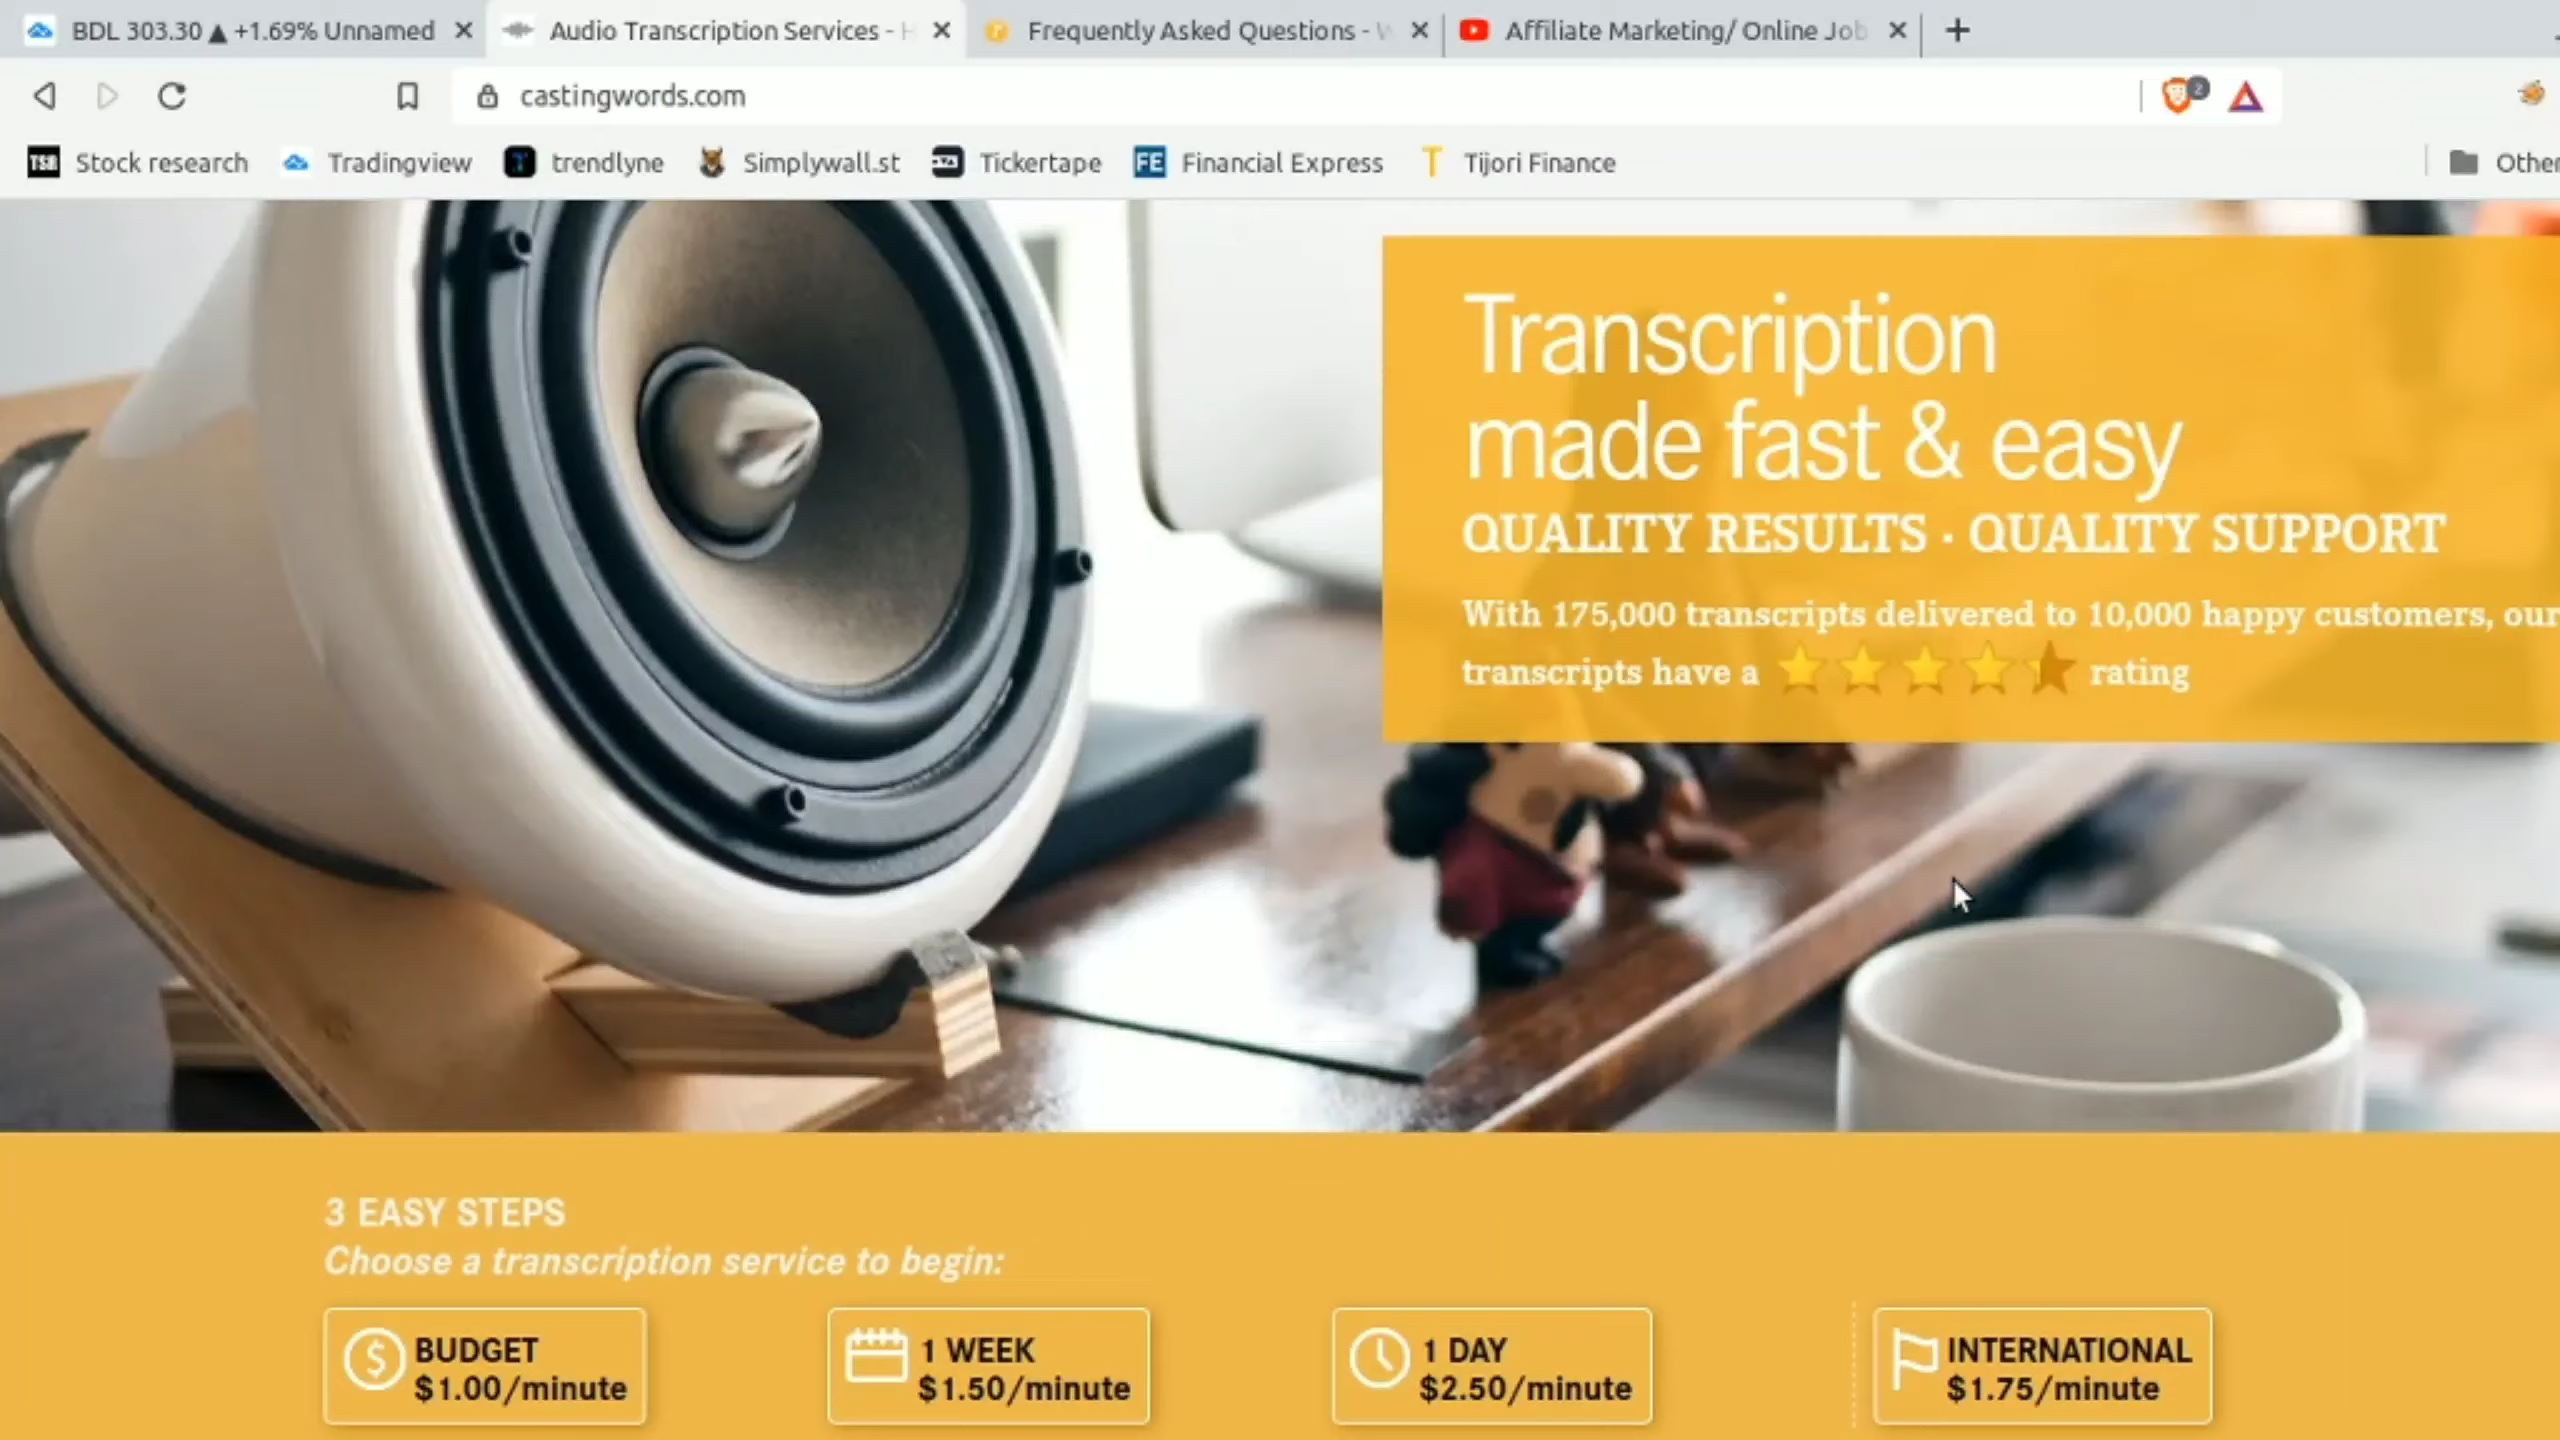 BDL 303.30 ▲ +1.69% Unnamed
Audio Transcription Services -
Frequently Asked Questions -
Affiliate Marketing/ Online Job
castingwords.com
2
TSR Stock research
Tradingview
trendlyne
Simplywall.st
Tickertape
FE Financial Express
Tijori Finance
Other
Transcription
made fast & easy
QUALITY RESULTS · QUALITY SUPPORT
With 175,000 transcripts delivered to 10,000 happy customers, our
transcripts have a rating
3 EASY STEPS
Choose a transcription service to begin:
$ BUDGET
$1.00/minute
1 WEEK
$1.50/minute
1 DAY
$2.50/minute
INTERNATIONAL
$1.75/minute